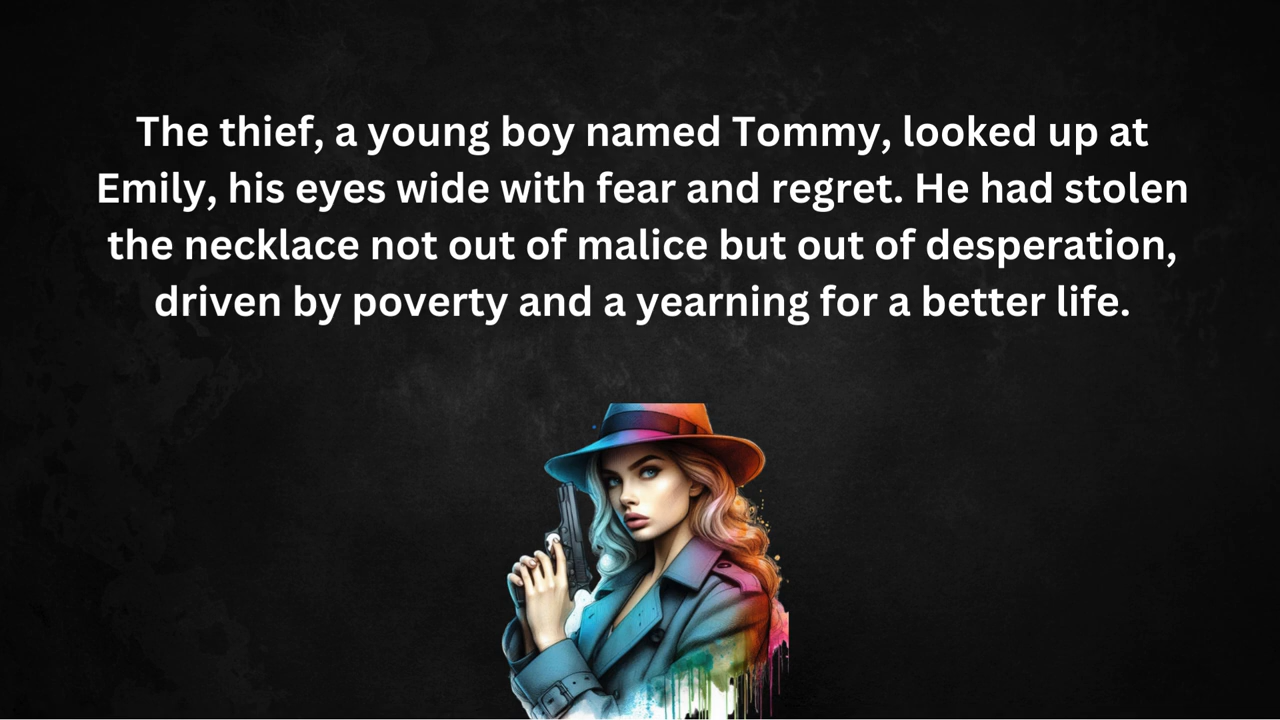 The thief, a young boy named Tommy, looked up at
Emily, his eyes wide with fear and regret. He had stolen
the necklace not out of malice but out of desperation,
driven by poverty and a yearning for a better life.